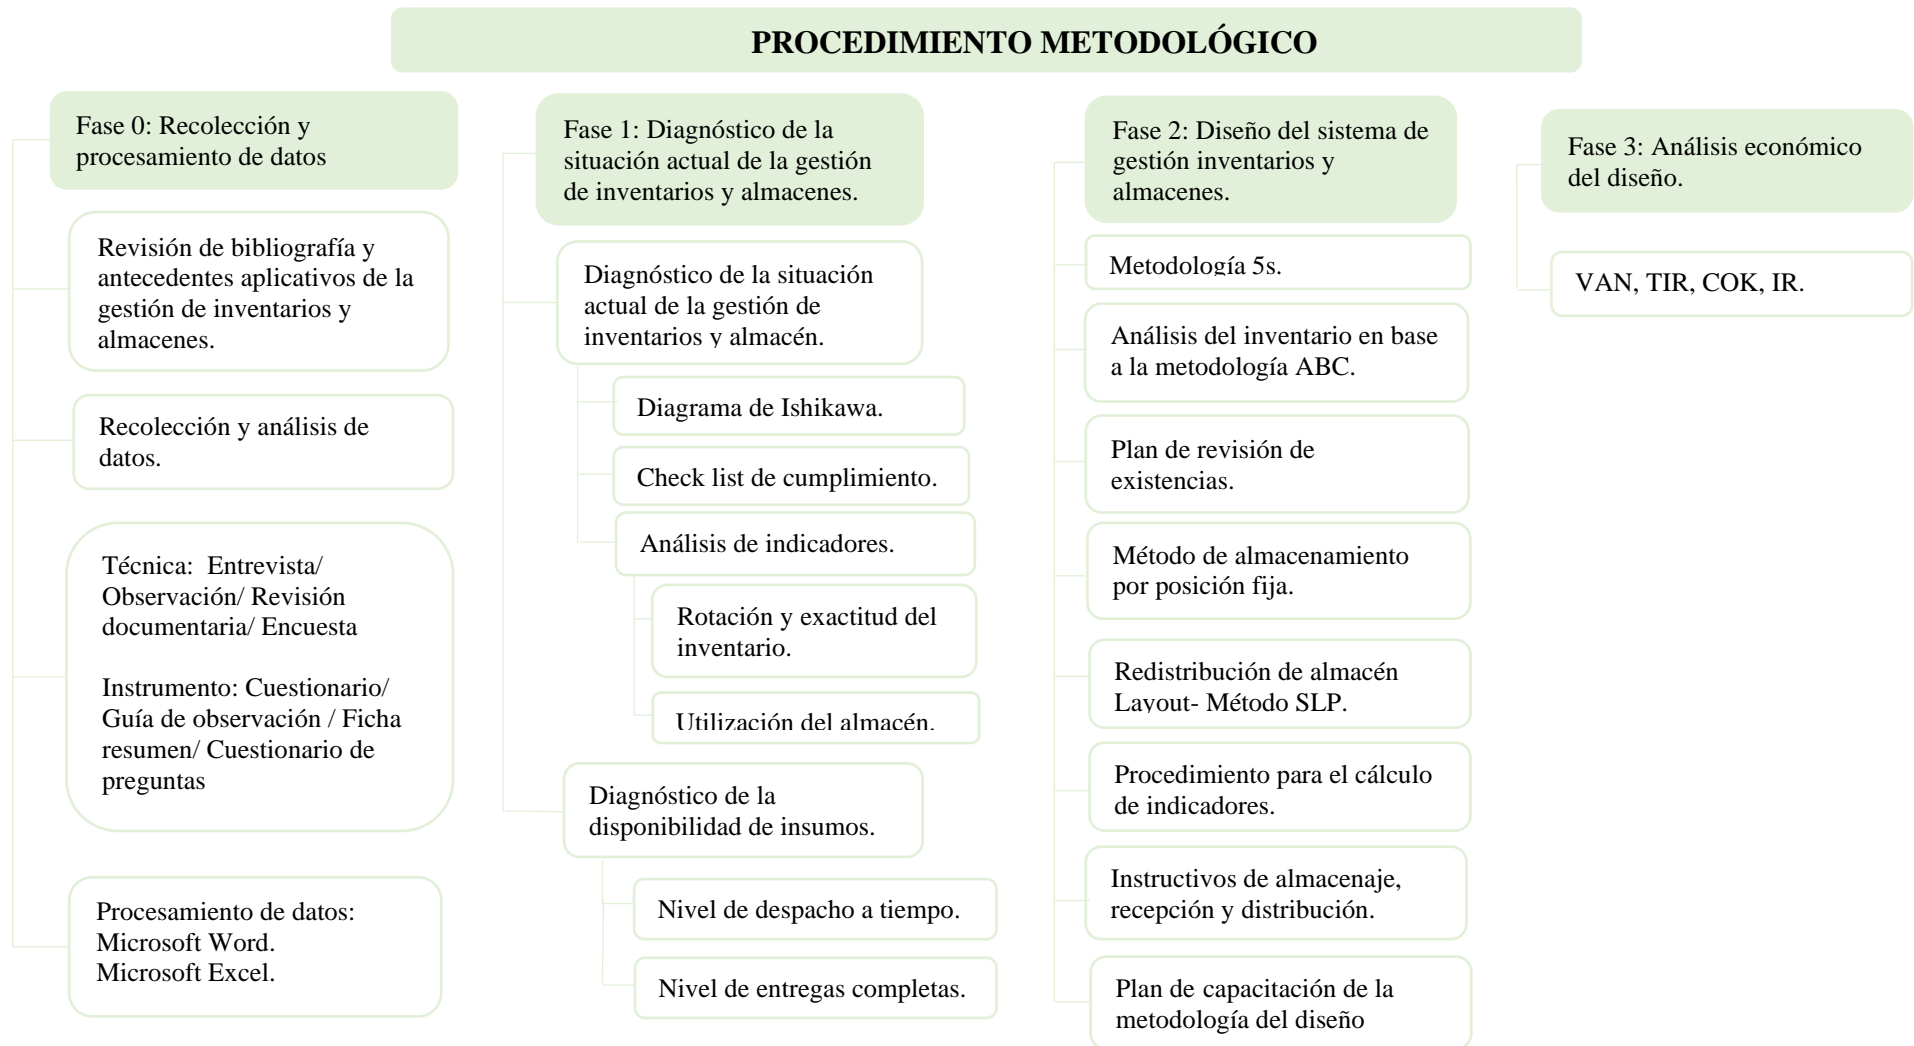 PROCEDIMIENTO METODOLÓGICO
Fase 0: Recolección y
procesamiento de datos
Revisión de bibliografía y
antecedentes aplicativos de la
gestión de inventarios y
almacenes.
Recolección y análisis de
datos.
Técnica: Entrevista/
Observación/ Revisión
documentaria/ Encuesta
Instrumento: Cuestionario/
Guía de observación / Ficha
resumen/ Cuestionario de
preguntas
Procesamiento de datos:
Microsoft Word.
Microsoft Excel.
Fase 1: Diagnóstico de la
situación actual de la gestión
de inventarios y almacenes.
Diagnóstico de la situación
actual de la gestión de
inventarios y almacén.
Diagrama de Ishikawa.
Check list de cumplimiento.
Análisis de indicadores.
Rotación y exactitud del
inventario.
Utilización del almacén.
Diagnóstico de la
disponibilidad de insumos.
Nivel de despacho a tiempo.
Nivel de entregas completas.
Fase 2: Diseño del sistema de
gestión inventarios y
almacenes.
Metodología 5s.
Análisis del inventario en base
a la metodología ABC.
Plan de revisión de
existencias.
Método de almacenamiento
por posición fija.
Redistribución de almacén
Layout- Método SLP.
Procedimiento para el cálculo
de indicadores.
Instructivos de almacenaje,
recepción y distribución.
Plan de capacitación de la
metodología del diseño
Fase 3: Análisis económico
del diseño.
VAN, TIR, COK, IR.